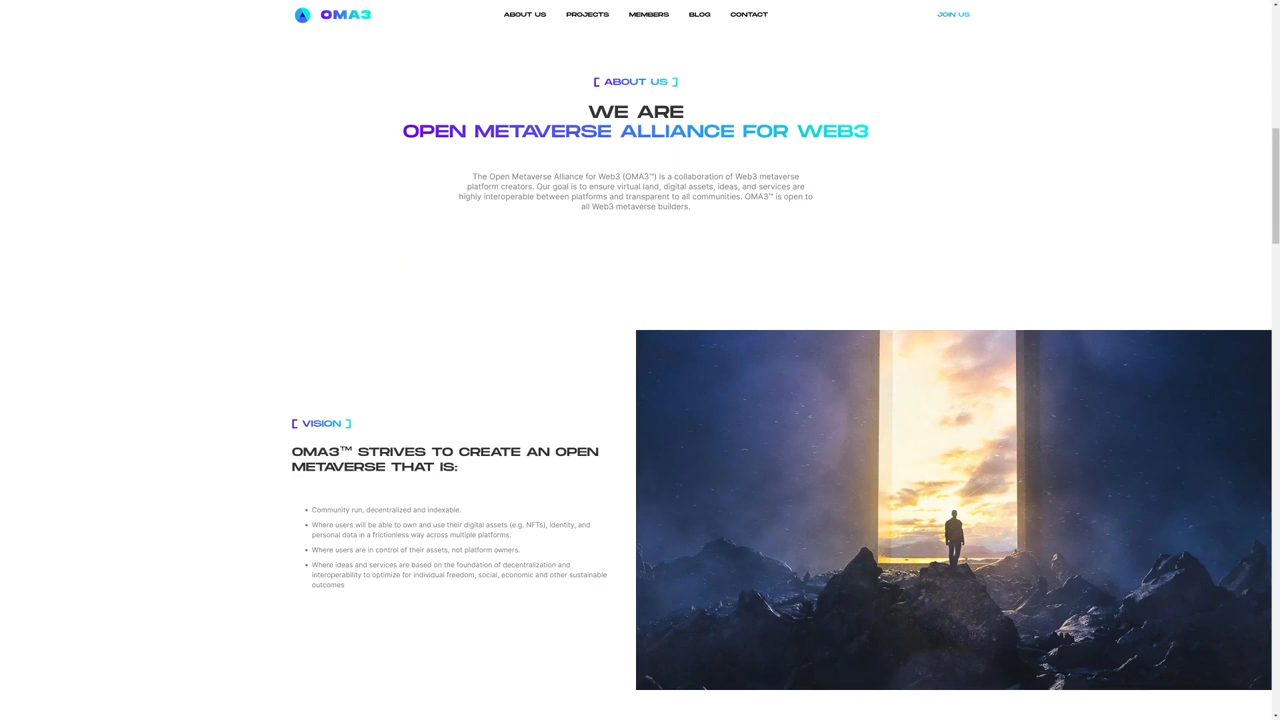 OMA3
ABOUT US PROJECTS MEMBERS BLOG CONTACT JOIN US
[ ABOUT US ]
WE ARE
OPEN METAVERSE ALLIANCE FOR WEB3
The Open Metaverse Alliance for Web3 (OMA3™) is a collaboration of Web3 metaverse
platform creators. Our goal is to ensure virtual land, digital assets, ideas, and services are
highly interoperable between platforms and transparent to all communities. OMA3™ is open to
all Web3 metaverse builders.
[ VISION ]
OMA3™ STRIVES TO CREATE AN OPEN
METAVERSE THAT IS:
• Community run, decentralized and indexable.
• Where users will be able to own and use their digital assets (e.g. NFTs), identity, and
personal data in a frictionless way across multiple platforms.
• Where users are in control of their assets, not platform owners.
• Where ideas and services are based on the foundation of decentralization and
interoperability to optimize for individual freedom, social, economic and other sustainable
outcomes